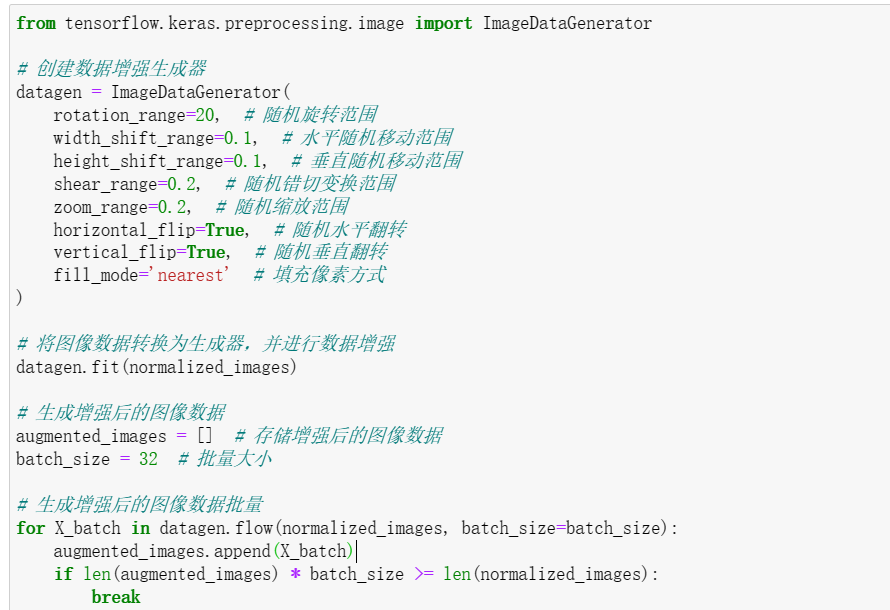 from tensorflow.keras.preprocessing.image import ImageDataGenerator
# 创建数据增强生成器
datagen = ImageDataGenerator(
    rotation_range=20,  # 随机旋转范围
    width_shift_range=0.1,  # 水平随机移动范围
    height_shift_range=0.1,  # 垂直随机移动范围
    shear_range=0.2,  # 随机错切变换范围
    zoom_range=0.2,  # 随机缩放范围
    horizontal_flip=True,  # 随机水平翻转
    vertical_flip=True,  # 随机垂直翻转
    fill_mode='nearest'  # 填充像素方式
)
# 将图像数据转换为生成器，并进行数据增强
datagen.fit(normalized_images)
# 生成增强后的图像数据
augmented_images = []  # 存储增强后的图像数据
batch_size = 32  # 批量大小
# 生成增强后的图像数据批量
for X_batch in datagen.flow(normalized_images, batch_size=batch_size):
    augmented_images.append(X_batch)
    if len(augmented_images) * batch_size >= len(normalized_images):
        break